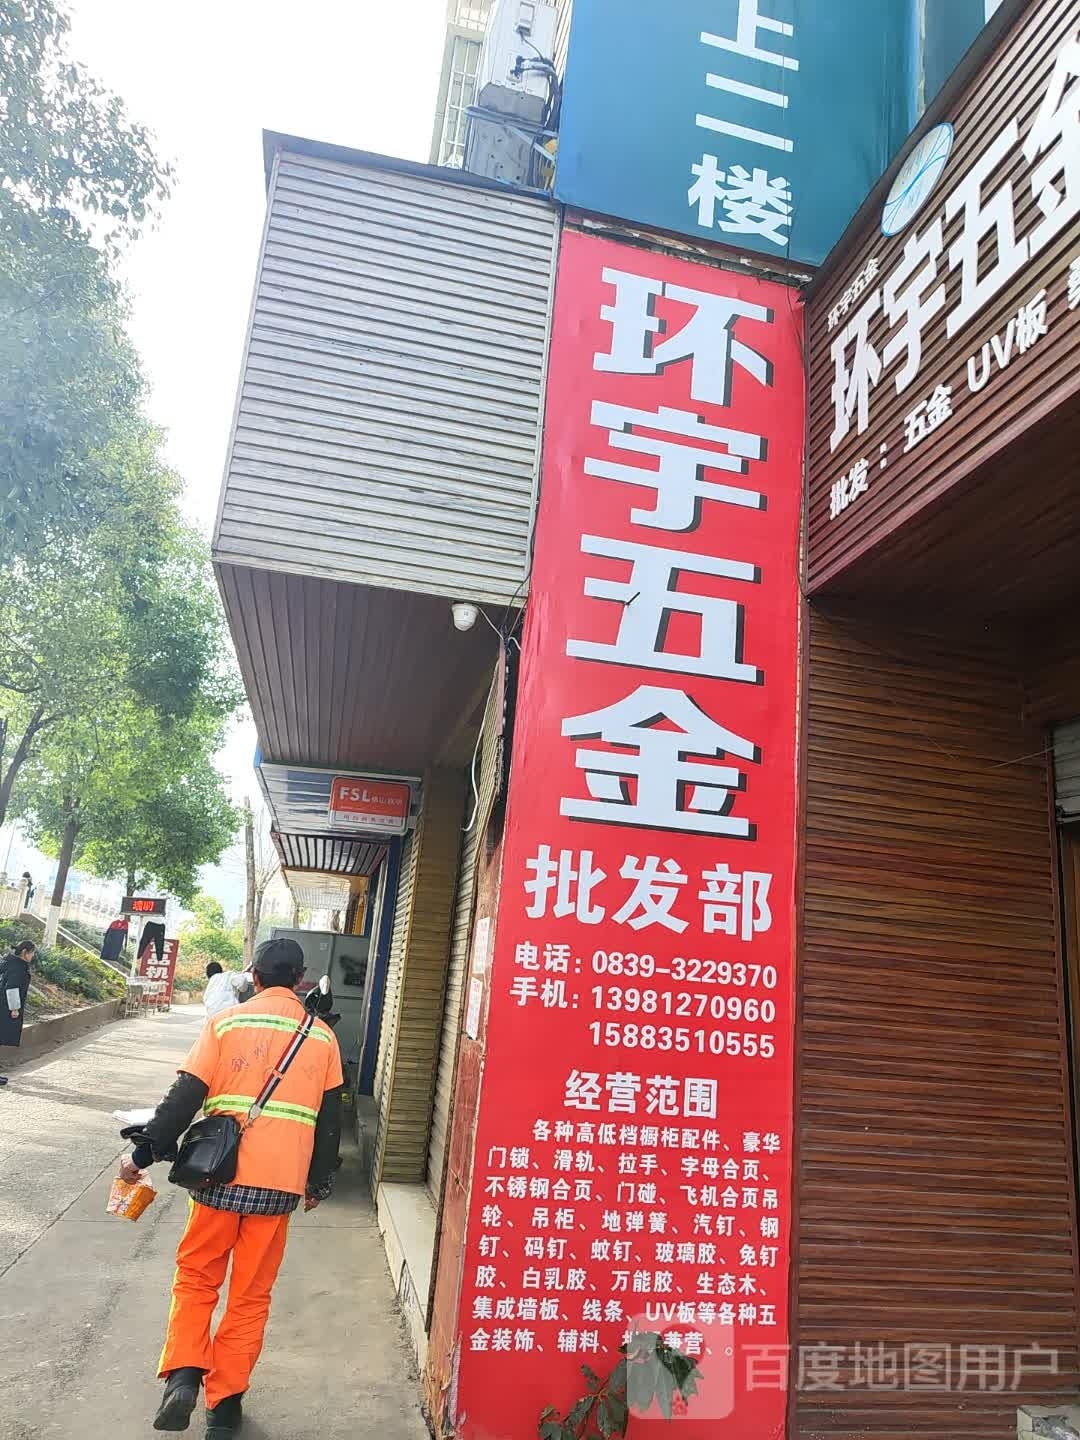 上二楼
环宇五金
批发部
电话：0839-3229370
手机：13981270960
15883510555
经营范围
各种高低档橱柜配件、豪华
门锁、滑轨、拉手、字母合页、
不锈钢合页、门碰、飞机合页吊
轮、吊柜、地弹簧、汽钉、钢
钉、码钉、蚊钉、玻璃胶、免钉
胶、白乳胶、万能胶、生态木、
集成墙板、线条、UV板等各种五
金装饰、辅料、批 兼营、。
环宇五金
环宇五金
批发：五金 UV板
FSL
百度地图用户